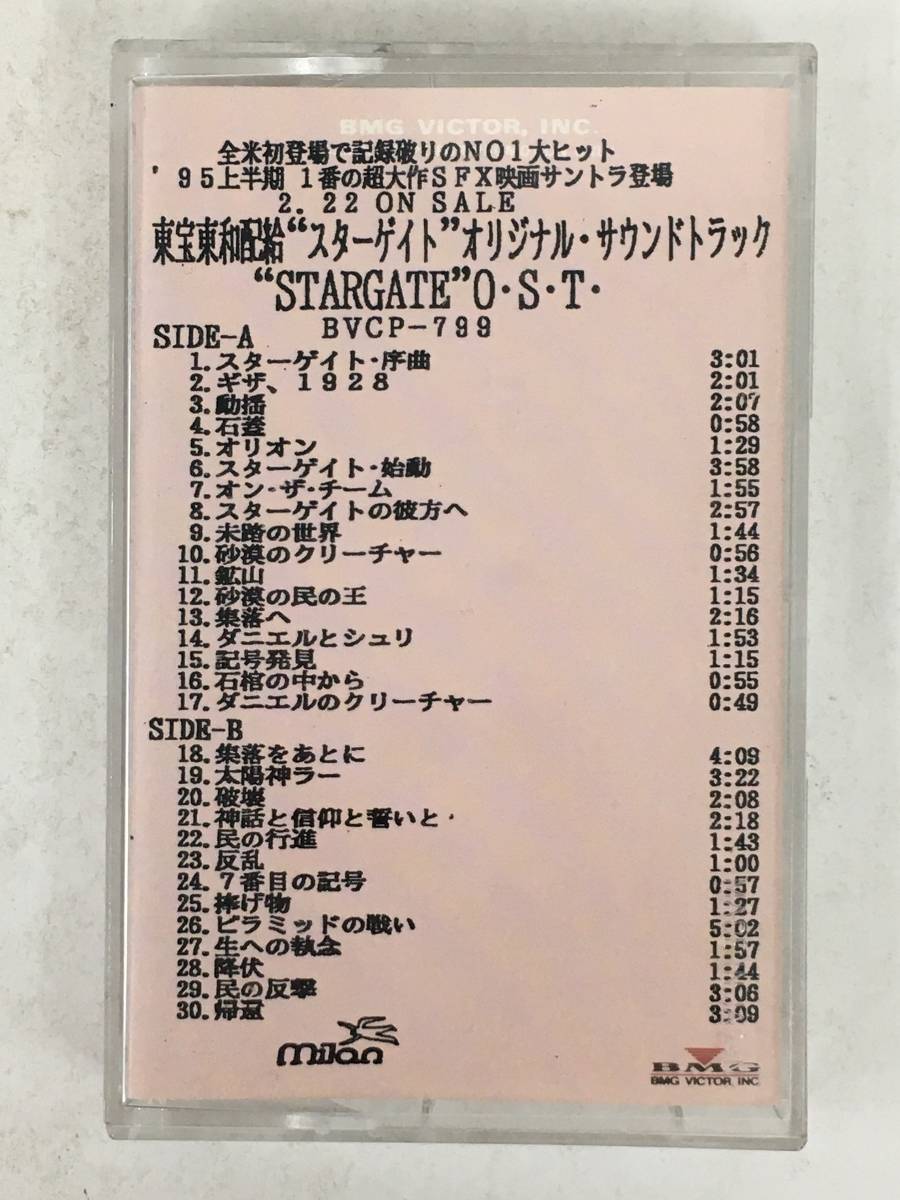 BMG VICTOR, INC.
全米初登場で記録破りのNO1大ヒット
'95上半期 1番の超大作SFX映画サントラ登場
2.22 ON SALE
東宝東和配給“スターゲイト”オリジナル・サウンドトラック
“STARGATE”O・S・T・
BVCP-799
SIDE-A
1.スターゲイト・序曲 3:01
2.ギザ、1928 2:01
3.動揺 2:07
4.石蓋 0:58
5.オリオン 1:29
6.スターゲイト・始動 3:58
7.オン・ザ・チーム 1:55
8.スターゲイトの彼方へ 2:57
9.未踏の世界 1:44
10.砂漠のクリーチャー 0:56
11.鉱山 1:34
12.砂漠の民の王 1:15
13.集落へ 2:16
14.ダニエルとシュリ 1:53
15.記号発見 1:15
16.石棺の中から 0:55
17.ダニエルのクリーチャー 0:49
SIDE-B
18.集落をあとに 4:09
19.太陽神ラー 3:22
20.破壊 2:08
21.神話と信仰と誓いと 2:18
22.民の行進 1:43
23.反乱 1:00
24.7番目の記号 0:57
25.捧げ物 1:27
26.ピラミッドの戦い 5:02
27.生への執念 1:57
28.降伏 1:44
29.民の反撃 3:06
30.帰還 3:09
milan
BMG
BMG VICTOR, INC